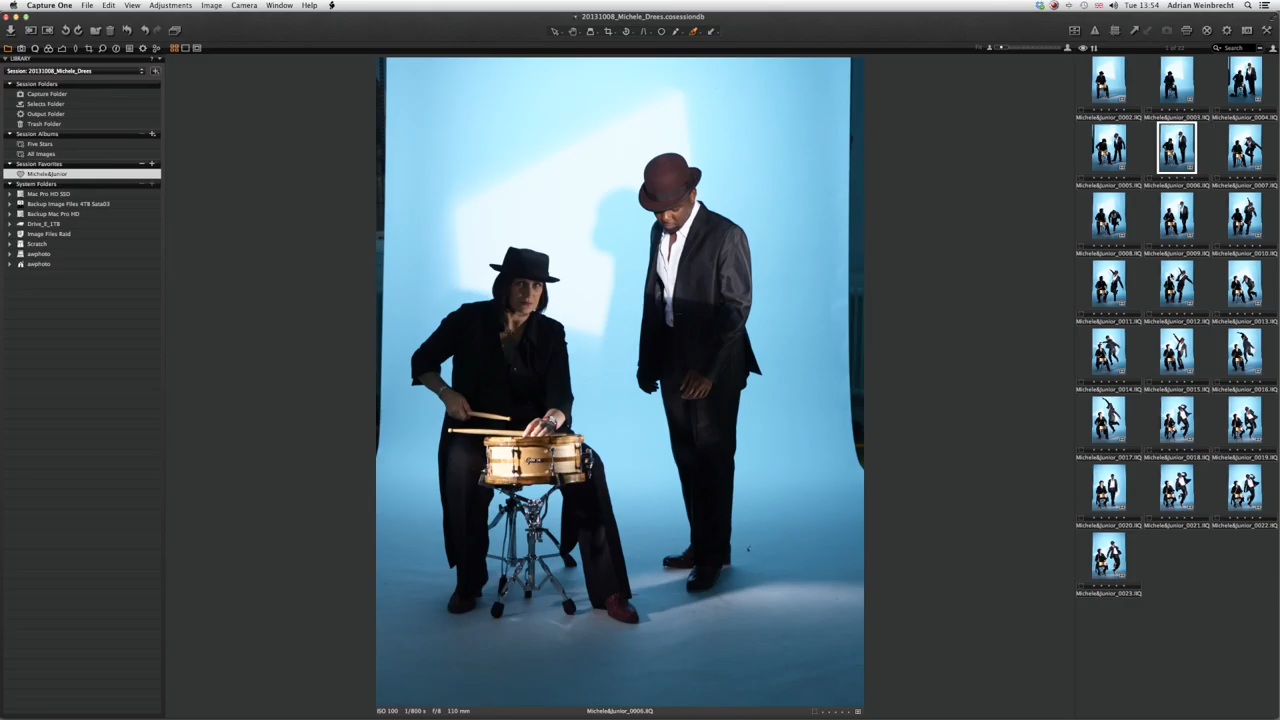 Capture One File Edit View Adjustments Image Camera Window Help Tue 13:54 Adrian Weinbrecht
20131008_Michele_Drees.cosessiondb
Fit 1 of 22 Search
LIBRARY ? 
Session: 20131008_Michele_Drees
Session Folders
Capture Folder
Selects Folder
Output Folder
Trash Folder
Session Albums
Five Stars
All Images
Session Favorites
Michele&Junior
System Folders
Mac Pro HD SSD
Backup Image Files 4TB Sata03
Backup Mac Pro HD
Drive_E_1TB
Image Files Raid
Scratch
awphoto
awphoto
Michele&Junior_0002.IIQ Michele&Junior_0003.IIQ Michele&Junior_0004.IIQ
Michele&Junior_0005.IIQ Michele&Junior_0006.IIQ Michele&Junior_0007.IIQ
Michele&Junior_0008.IIQ Michele&Junior_0009.IIQ Michele&Junior_0010.IIQ
Michele&Junior_0011.IIQ Michele&Junior_0012.IIQ Michele&Junior_0013.IIQ
Michele&Junior_0014.IIQ Michele&Junior_0015.IIQ Michele&Junior_0016.IIQ
Michele&Junior_0017.IIQ Michele&Junior_0018.IIQ Michele&Junior_0019.IIQ
Michele&Junior_0020.IIQ Michele&Junior_0021.IIQ Michele&Junior_0022.IIQ
Michele&Junior_0023.IIQ
ISO 100 1/800 s f/8 110 mm Michele&Junior_0006.IIQ